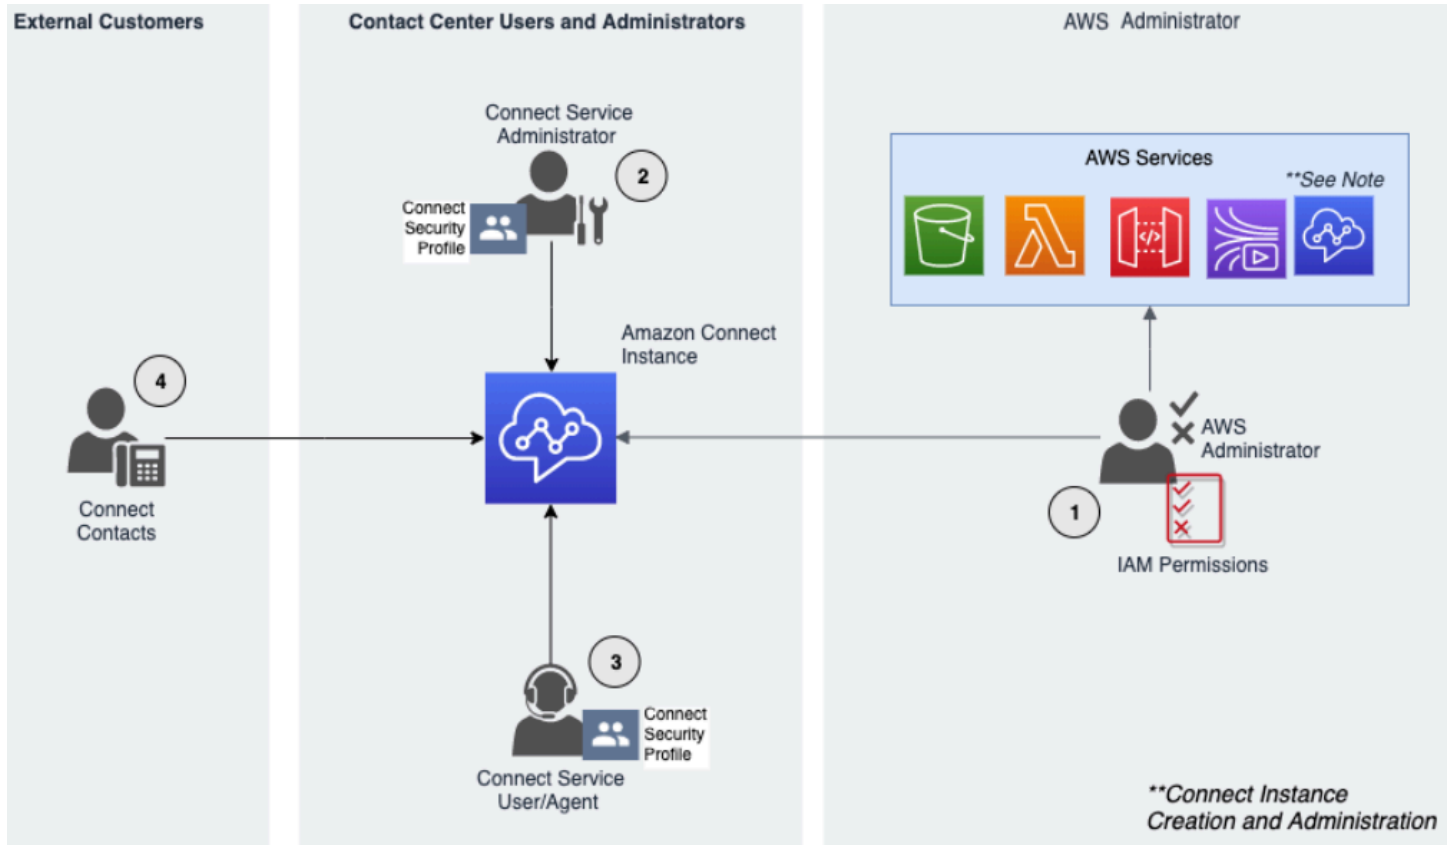 External Customers
Contact Center Users and Administrators
AWS Administrator
Connect Service
Administrator
2
Connect
Security
Profile
AWS Services
**See Note
</>
Amazon Connect
Instance
4
Connect
Contacts
AWS
Administrator
1
IAM Permissions
3
Connect
Security
Profile
Connect Service
User/Agent
**Connect Instance
Creation and Administration